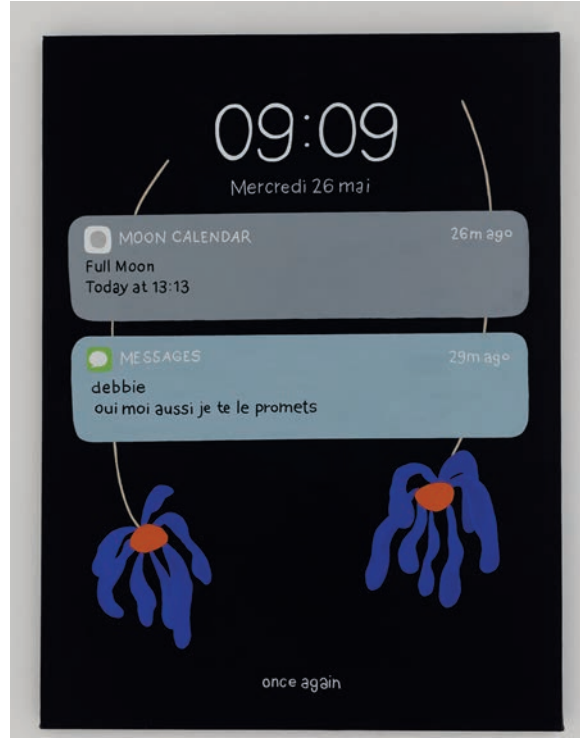 09:09
Mercredi 26 mai
MOON CALENDAR 26m ago
Full Moon
Today at 13:13
MESSAGES 29m ago
debbie
oui moi aussi je te le promets
once again